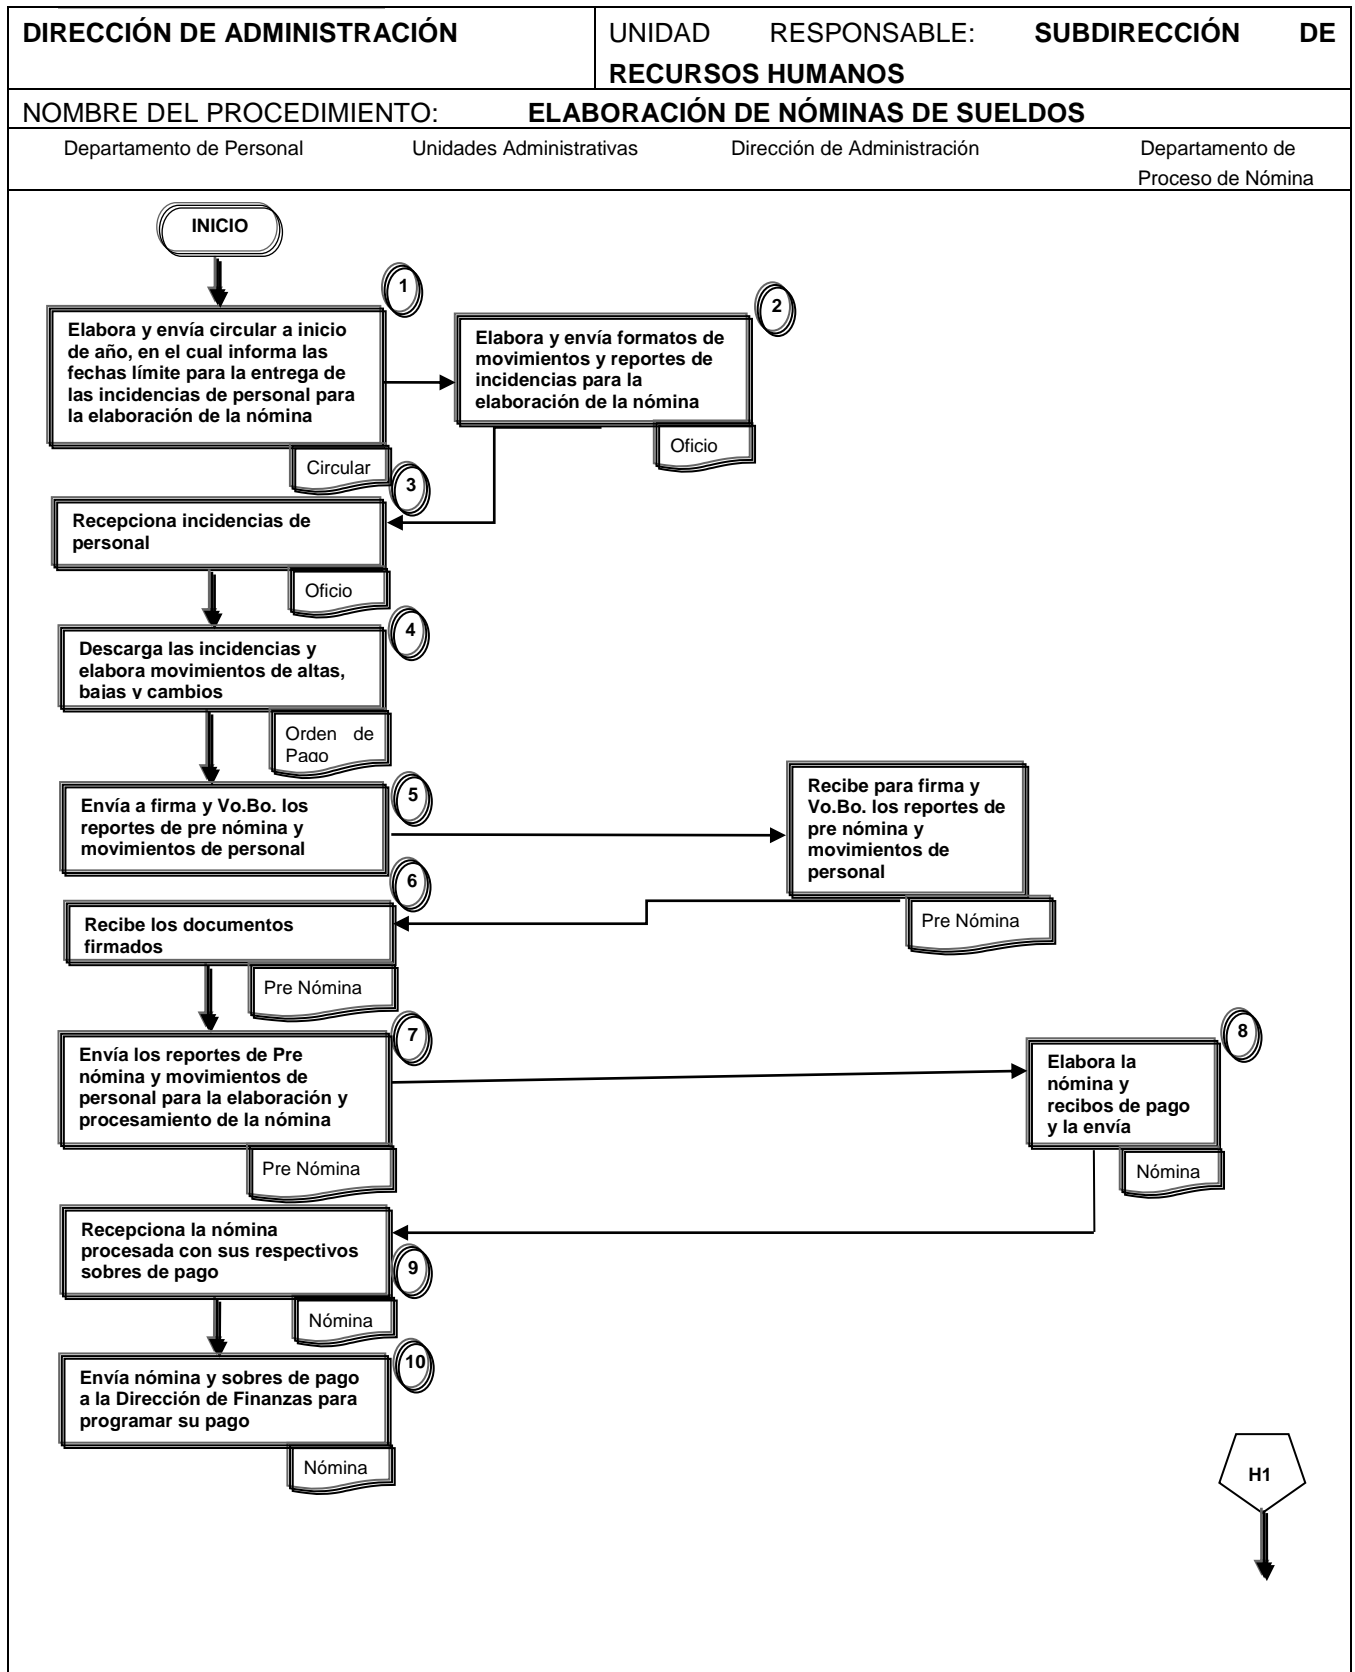 DIRECCIÓN DE ADMINISTRACIÓN
UNIDAD RESPONSABLE: SUBDIRECCIÓN DE
RECURSOS HUMANOS
NOMBRE DEL PROCEDIMIENTO: ELABORACIÓN DE NÓMINAS DE SUELDOS
Departamento de Personal
Unidades Administrativas
Dirección de Administración
Departamento de
Proceso de Nómina
INICIO
1
Elabora y envía circular a inicio
de año, en el cual informa las
fechas límite para la entrega de
las incidencias de personal para
la elaboración de la nómina
Circular
2
Elabora y envía formatos de
movimientos y reportes de
incidencias para la
elaboración de la nómina
Oficio
3
Recepciona incidencias de
personal
Oficio
4
Descarga las incidencias y
elabora movimientos de altas,
bajas y cambios
Orden de
Pago
5
Envía a firma y Vo.Bo. los
reportes de pre nómina y
movimientos de personal
Recibe para firma y
Vo.Bo. los reportes de
pre nómina y
movimientos de
personal
Pre Nómina
6
Recibe los documentos
firmados
Pre Nómina
7
Envía los reportes de Pre
nómina y movimientos de
personal para la elaboración y
procesamiento de la nómina
Pre Nómina
8
Elabora la
nómina y
recibos de pago
y la envía
Nómina
Recepciona la nómina
procesada con sus respectivos
sobres de pago
9
Nómina
10
Envía nómina y sobres de pago
a la Dirección de Finanzas para
programar su pago
Nómina
H1